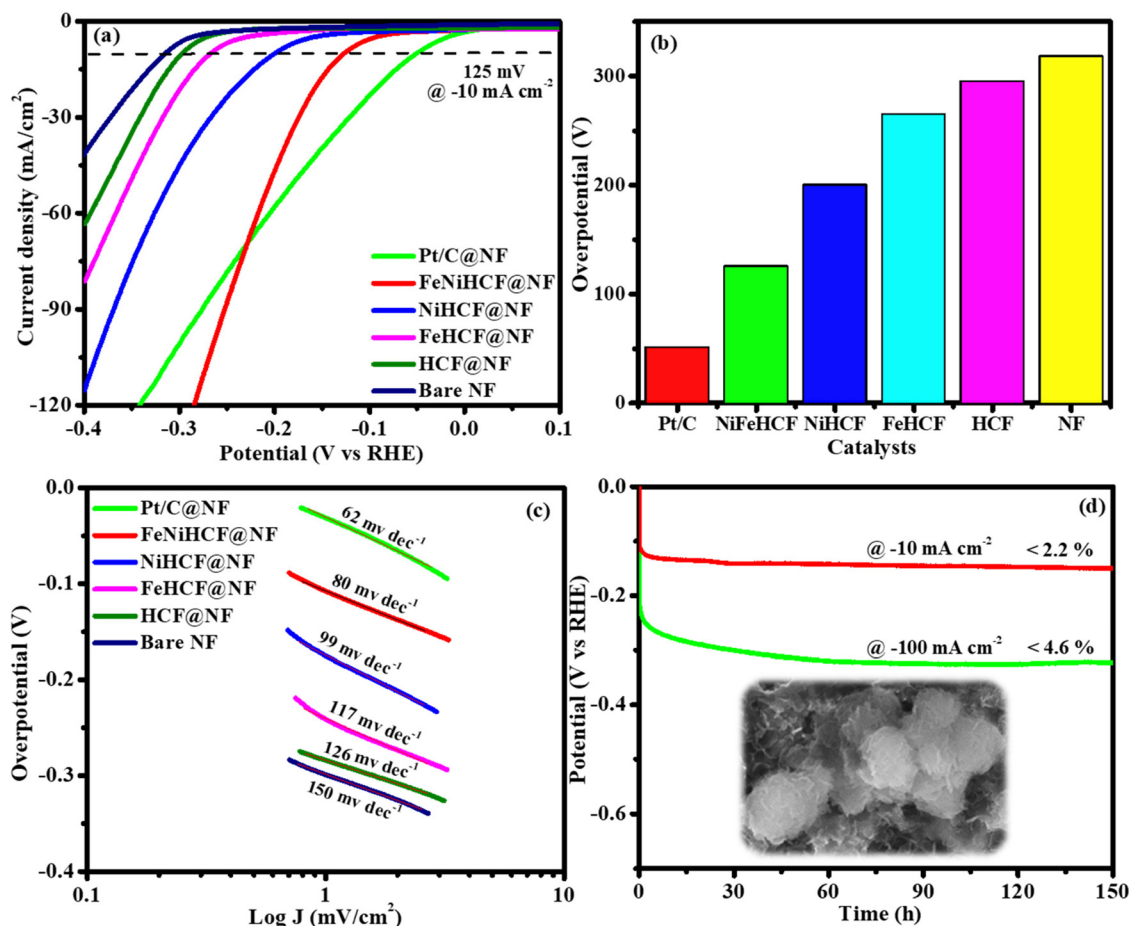 (a)
125 mV
@ -10 mA cm⁻²
Pt/C@NF
FeNiHCF@NF
NiHCF@NF
FeHCF@NF
HCF@NF
Bare NF
0
-30
-60
-90
-120
-0.4 -0.3 -0.2 -0.1 0.0 0.1
Current density (mA/cm²)
Potential (V vs RHE)
(b)
300
200
100
0
Pt/C NiFeHCF NiHCF FeHCF HCF NF
Overpotential (V)
Catalysts
(c)
Pt/C@NF
FeNiHCF@NF
NiHCF@NF
FeHCF@NF
HCF@NF
Bare NF
62 mv dec⁻¹
80 mv dec⁻¹
99 mv dec⁻¹
117 mv dec⁻¹
126 mv dec⁻¹
150 mv dec⁻¹
0.0
-0.1
-0.2
-0.3
-0.4
0.1 1 10
Overpotential (V)
Log J (mV/cm²)
(d)
@ -10 mA cm⁻² < 2.2 %
@ -100 mA cm⁻² < 4.6 %
0.0
-0.2
-0.4
-0.6
0 30 60 90 120 150
Potential (V vs RHE)
Time (h)